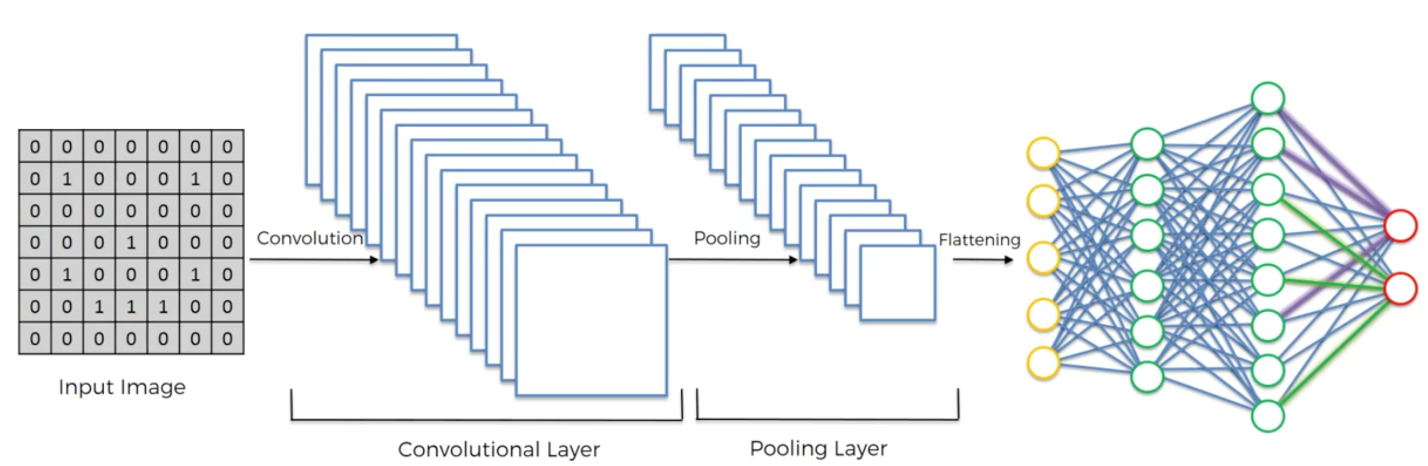 0 0 0 0 0 0 0
0 1 0 0 0 1 0
0 0 0 0 0 0 0
0 0 0 1 0 0 0
0 1 0 0 0 1 0
0 0 1 1 1 0 0
0 0 0 0 0 0 0
Input Image
Convolution
Convolutional Layer
Pooling
Pooling Layer
Flattening